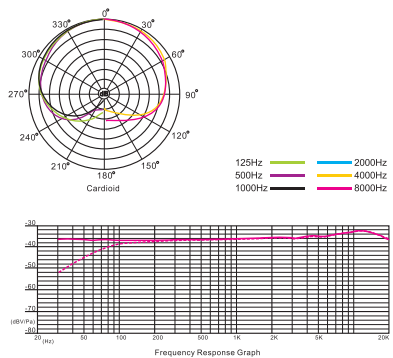 0°
330° 30°
300° 60°
270° 90°
240° 120°
210° 150°
180°
Cardioid
125Hz 2000Hz
500Hz 4000Hz
1000Hz 8000Hz
-30
-40
-50
-60
-70
(dBV/Pa)
-80
20 (Hz) 50 100 200 500 1K 2K 5K 20K
Frequency Response Graph